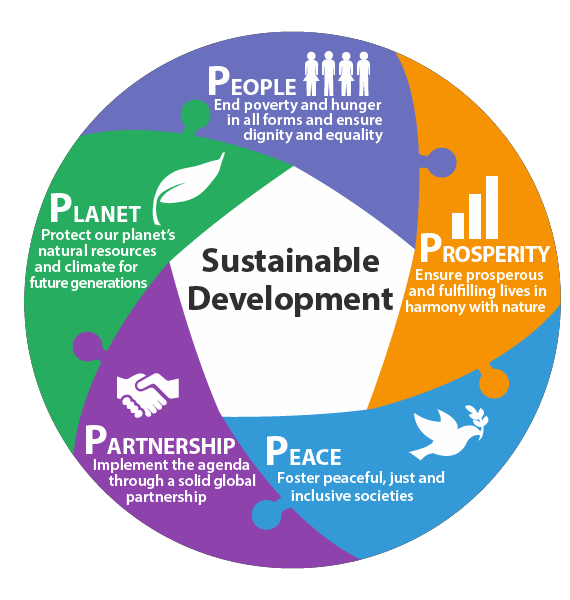 PEOPLE
End poverty and hunger
in all forms and ensure
dignity and equality
PROSPERITY
Ensure prosperous
and fulfilling lives in
harmony with nature
PEACE
Foster peaceful, just and
inclusive societies
PARTNERSHIP
Implement the agenda
through a solid global
partnership
PLANET
Protect our planet's
natural resources
and climate for
future generations
Sustainable
Development